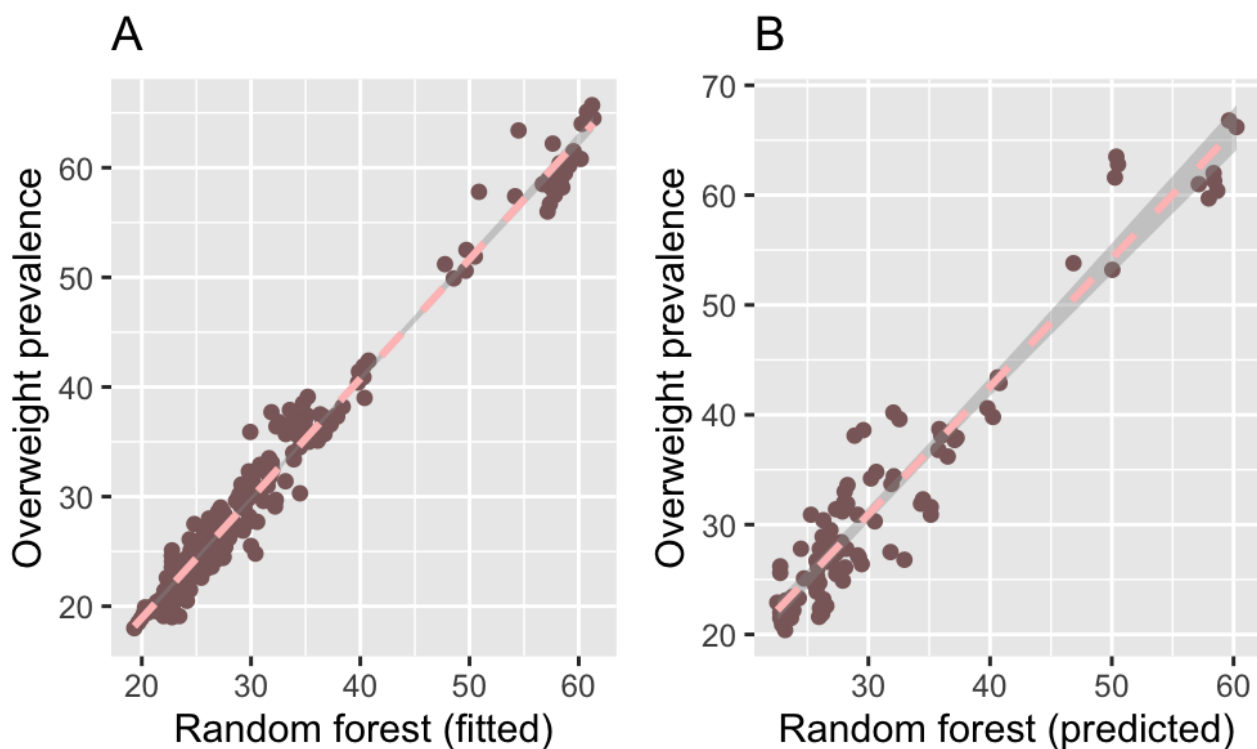 A
B
Overweight prevalence
60
50
40
30
20
20 30 40 50 60
Random forest (fitted)
Overweight prevalence
70
60
50
40
30
20
30 40 50 60
Random forest (predicted)